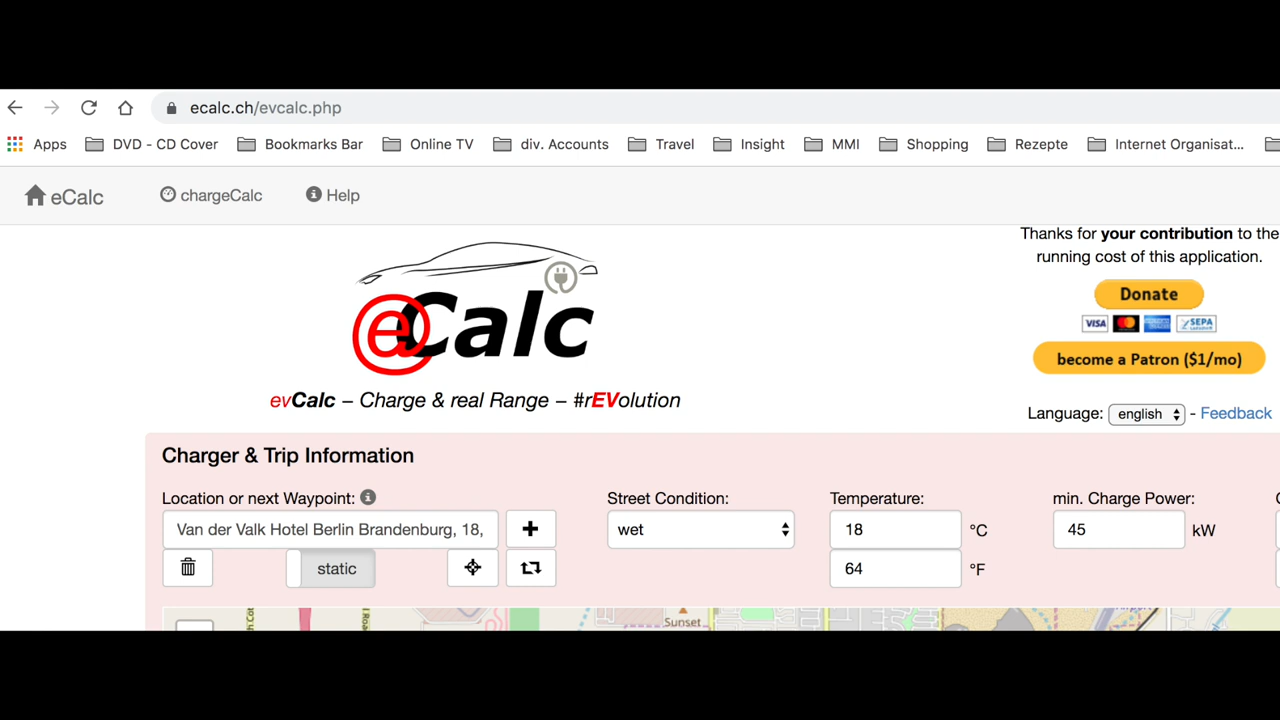 ecalc.ch/evcalc.php
Apps DVD - CD Cover Bookmarks Bar Online TV div. Accounts Travel Insight MMI Shopping Rezepte Internet Organisat...
eCalc chargeCalc Help
Thanks for your contribution to the
running cost of this application.
Donate
VISA SEPA
become a Patron ($1/mo)
eCalc
evCalc – Charge & real Range – #rEVolution
Language: english - Feedback
Charger & Trip Information
Location or next Waypoint: Street Condition: Temperature: min. Charge Power:
Van der Valk Hotel Berlin Brandenburg, 18, wet 18 °C 45 kW
static 64 °F
Sunset